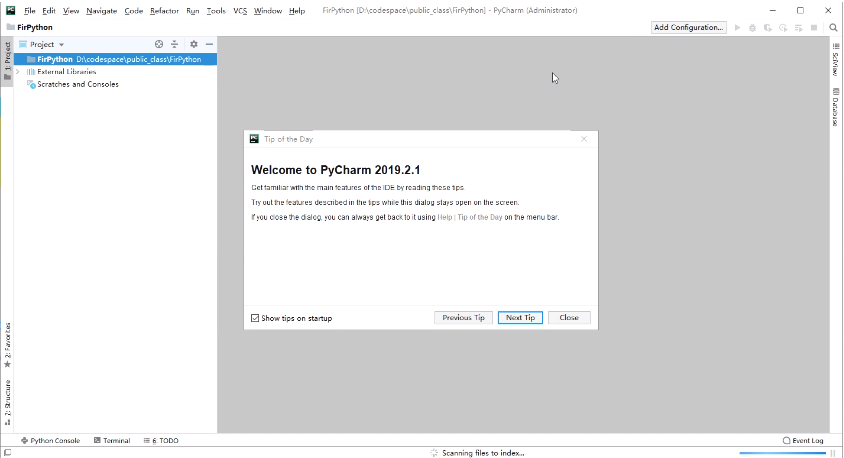 File Edit View Navigate Code Refactor Run Tools VCS Window Help FirPython [D:\codespace\public_class\FirPython] - PyCharm (Administrator)
FirPython
Add Configuration...
1: Project
Project
FirPython D:\codespace\public_class\FirPython
External Libraries
Scratches and Consoles
SciView
Database
PC
Tip of the Day
Welcome to PyCharm 2019.2.1
Get familiar with the main features of the IDE by reading these tips.
Try out the features described in the tips while this dialog stays open on the screen.
If you close the dialog, you can always get back to it using Help | Tip of the Day on the menu bar.
Show tips on startup
Previous Tip Next Tip Close
2: Favorites
7: Structure
Python Console Terminal 6: TODO Event Log
Scanning files to index...